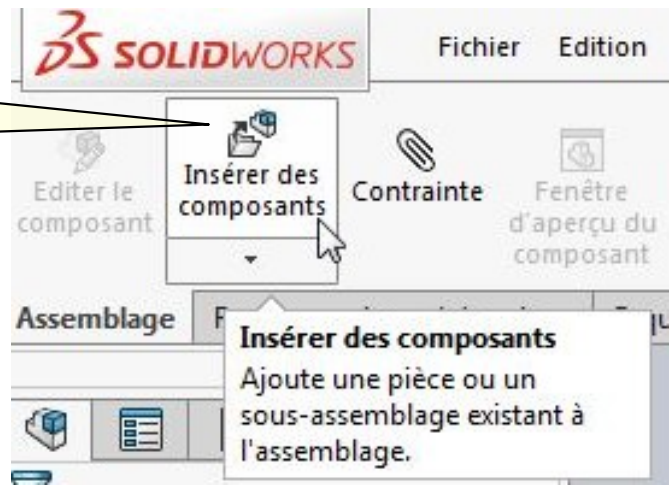 SOLIDWORKS
Fichier Edition
Editer le
composant
Insérer des
composants
Contrainte
Fenêtre
d'aperçu du
composant
Assemblage
Insérer des composants
Ajoute une pièce ou un
sous-assemblage existant à
l'assemblage.